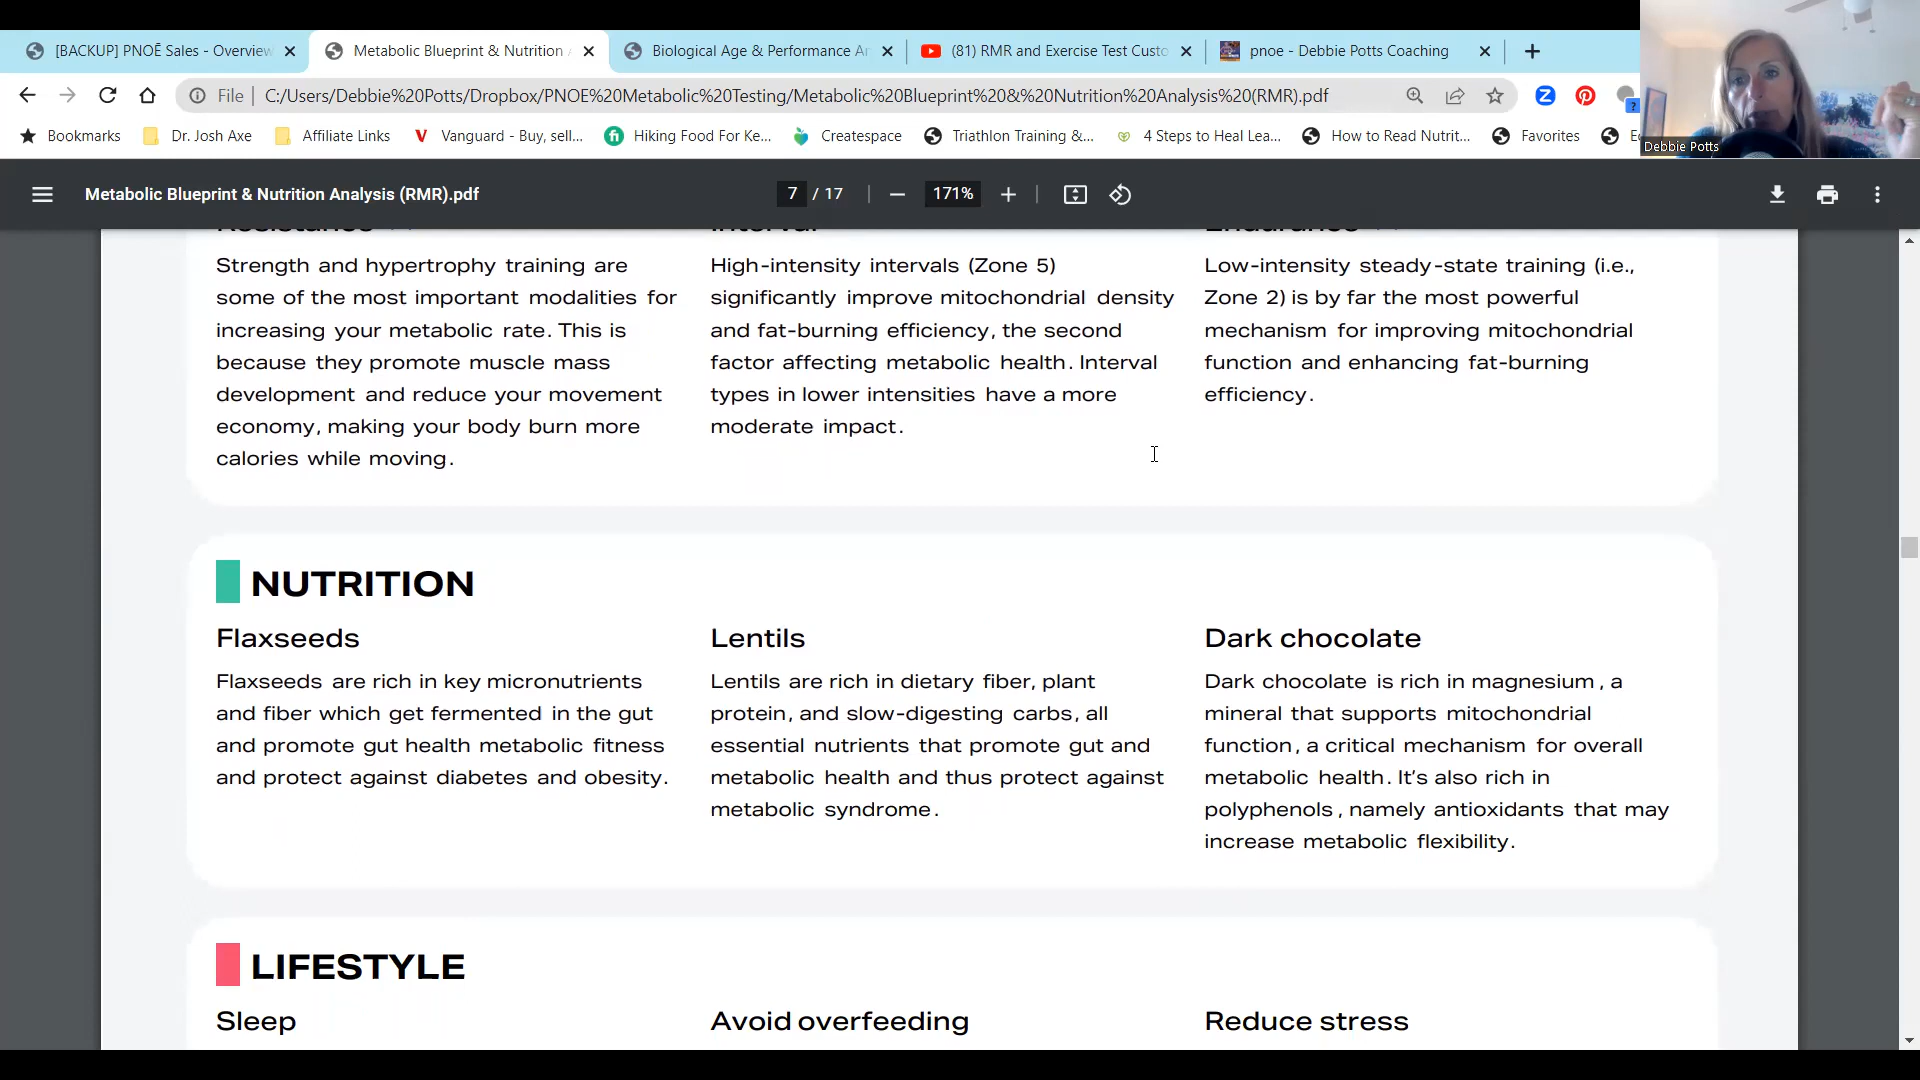 [BACKUP] PNOĒ Sales - Overview
Metabolic Blueprint & Nutrition
Biological Age & Performance An
(81) RMR and Exercise Test Custo
pnoe - Debbie Potts Coaching
File
C:/Users/Debbie%20Potts/Dropbox/PNOE%20Metabolic%20Testing/Metabolic%20Blueprint%20&%20Nutrition%20Analysis%20(RMR).pdf
Bookmarks
Dr. Josh Axe
Affiliate Links
Vanguard - Buy, sell...
Hiking Food For Ke...
Createspace
Triathlon Training &...
4 Steps to Heal Lea...
How to Read Nutrit...
Favorites
Debbie Potts
Metabolic Blueprint & Nutrition Analysis (RMR).pdf
7 / 17
171%
Resistance
Interval
Endurance
Strength and hypertrophy training are
some of the most important modalities for
increasing your metabolic rate. This is
because they promote muscle mass
development and reduce your movement
economy, making your body burn more
calories while moving.
High-intensity intervals (Zone 5)
significantly improve mitochondrial density
and fat-burning efficiency, the second
factor affecting metabolic health. Interval
types in lower intensities have a more
moderate impact.
Low-intensity steady-state training (i.e.,
Zone 2) is by far the most powerful
mechanism for improving mitochondrial
function and enhancing fat-burning
efficiency.
NUTRITION
Flaxseeds
Flaxseeds are rich in key micronutrients
and fiber which get fermented in the gut
and promote gut health metabolic fitness
and protect against diabetes and obesity.
Lentils
Lentils are rich in dietary fiber, plant
protein, and slow-digesting carbs, all
essential nutrients that promote gut and
metabolic health and thus protect against
metabolic syndrome.
Dark chocolate
Dark chocolate is rich in magnesium, a
mineral that supports mitochondrial
function, a critical mechanism for overall
metabolic health. It's also rich in
polyphenols, namely antioxidants that may
increase metabolic flexibility.
LIFESTYLE
Sleep
Avoid overfeeding
Reduce stress